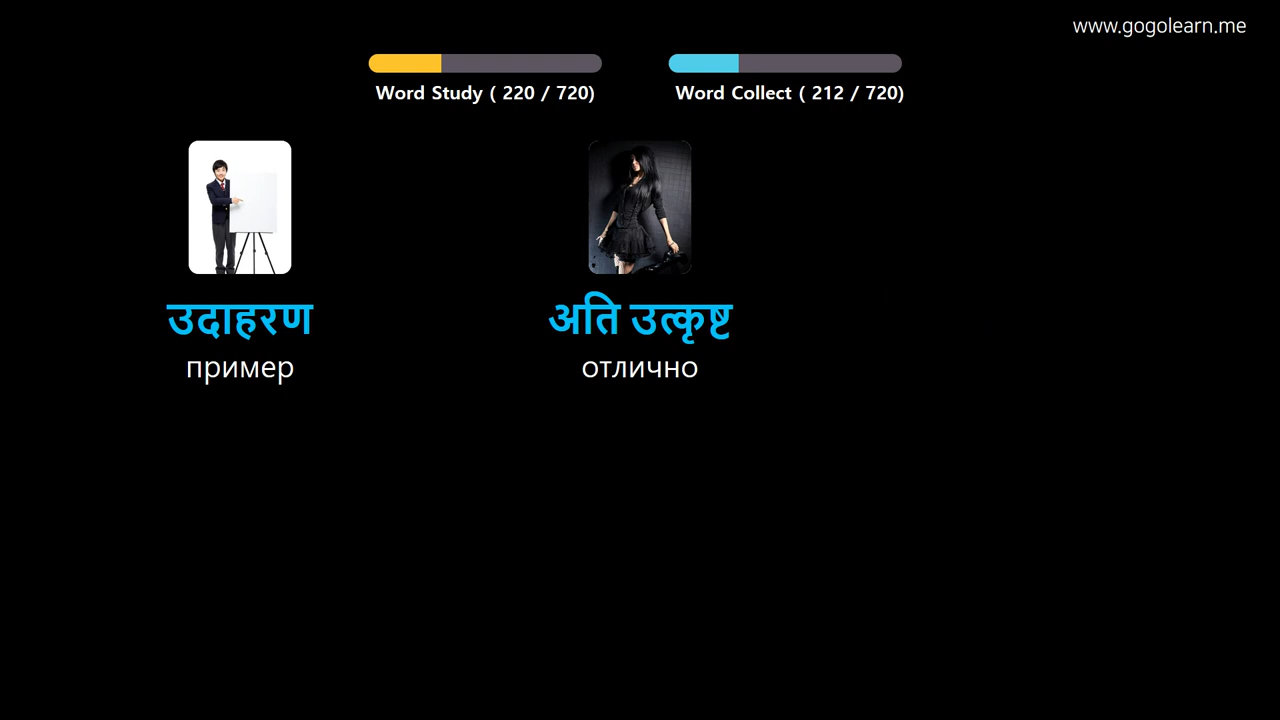 www.gogolearn.me
Word Study ( 220 / 720)
Word Collect ( 212 / 720)
उदाहरण
пример
अति उत्कृष्ट
отлично